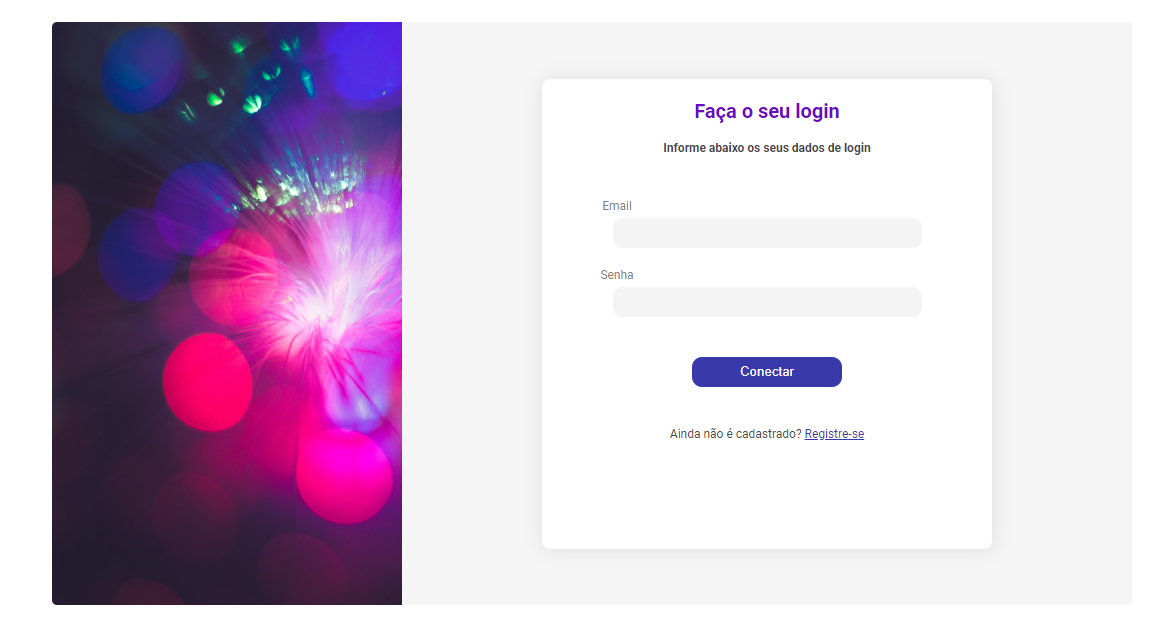 Faça o seu login
Informe abaixo os seus dados de login
Email
Senha
Conectar
Ainda não é cadastrado? Registre-se